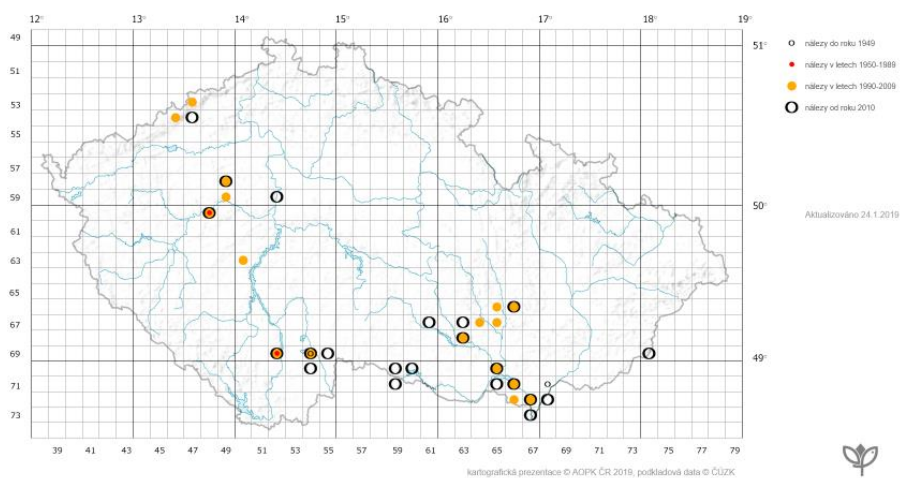 12° 14° 15° 16° 17° 18° 19°
49 51°
51
53
55
57
59 50°
61
63
65
67
69 49°
71
73
39 41 43 45 47 49 51 53 55 57 59 61 63 65 67 69 71 73 75 77 79
nálezy do roku 1949
nálezy v letech 1950-1989
nálezy v letech 1990-2009
nálezy od roku 2010
Aktualizováno 24.1.2019
kartografická prezentace © AOPK ČR 2019, podkladová data © ČÚZK